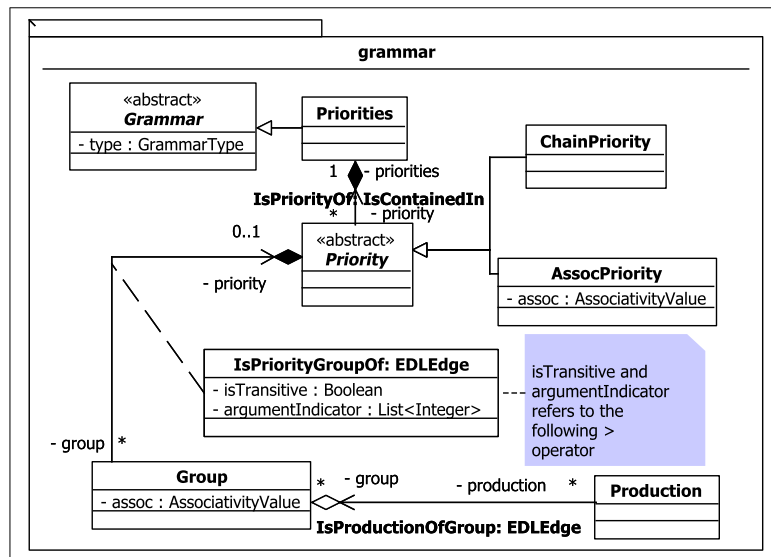 grammar
«abstract»
Grammar
- type : GrammarType
Priorities
ChainPriority
1
- priorities
IsPriorityOf: IsContainedIn
*
- priority
0..1
«abstract»
Priority
- priority
AssocPriority
- assoc : AssociativityValue
IsPriorityGroupOf: EDLEdge
- isTransitive : Boolean
- argumentIndicator : List<Integer>
isTransitive and
argumentIndicator
refers to the
following >
operator
- group *
Group
- assoc : AssociativityValue
* - group
- production *
Production
IsProductionOfGroup: EDLEdge